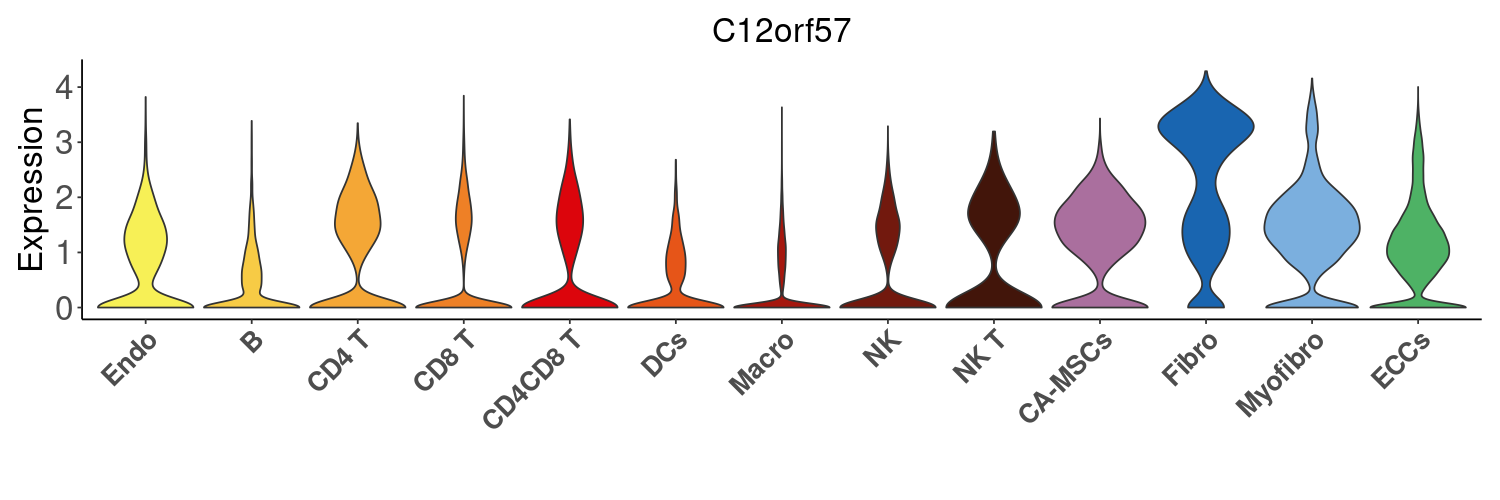 C12orf57
Expression
4
3
2
1
0
Endo
B
CD4 T
CD8 T
CD4CD8 T
DCs
Macro
NK
NK T
CA-MSCs
Fibro
Myofibro
ECCs